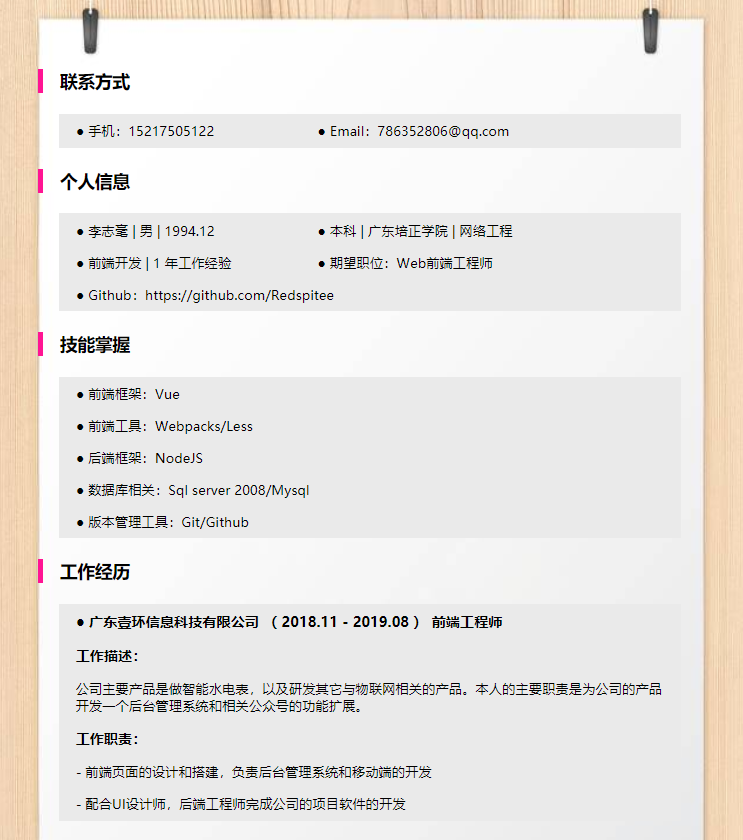 联系方式
● 手机：15217505122 ● Email：786352806@qq.com
个人信息
● 李志毫 | 男 | 1994.12 ● 本科 | 广东培正学院 | 网络工程
● 前端开发 | 1 年工作经验 ● 期望职位：Web前端工程师
● Github：https://github.com/Redspitee
技能掌握
● 前端框架：Vue
● 前端工具：Webpacks/Less
● 后端框架：NodeJS
● 数据库相关：Sql server 2008/Mysql
● 版本管理工具：Git/Github
工作经历
● 广东壹环信息科技有限公司 （ 2018.11 - 2019.08 ） 前端工程师
工作描述：
公司主要产品是做智能水电表，以及研发其它与物联网相关的产品。本人的主要职责是为公司的产品
开发一个后台管理系统和相关公众号的功能扩展。
工作职责：
- 前端页面的设计和搭建，负责后台管理系统和移动端的开发
- 配合UI设计师，后端工程师完成公司的项目软件的开发